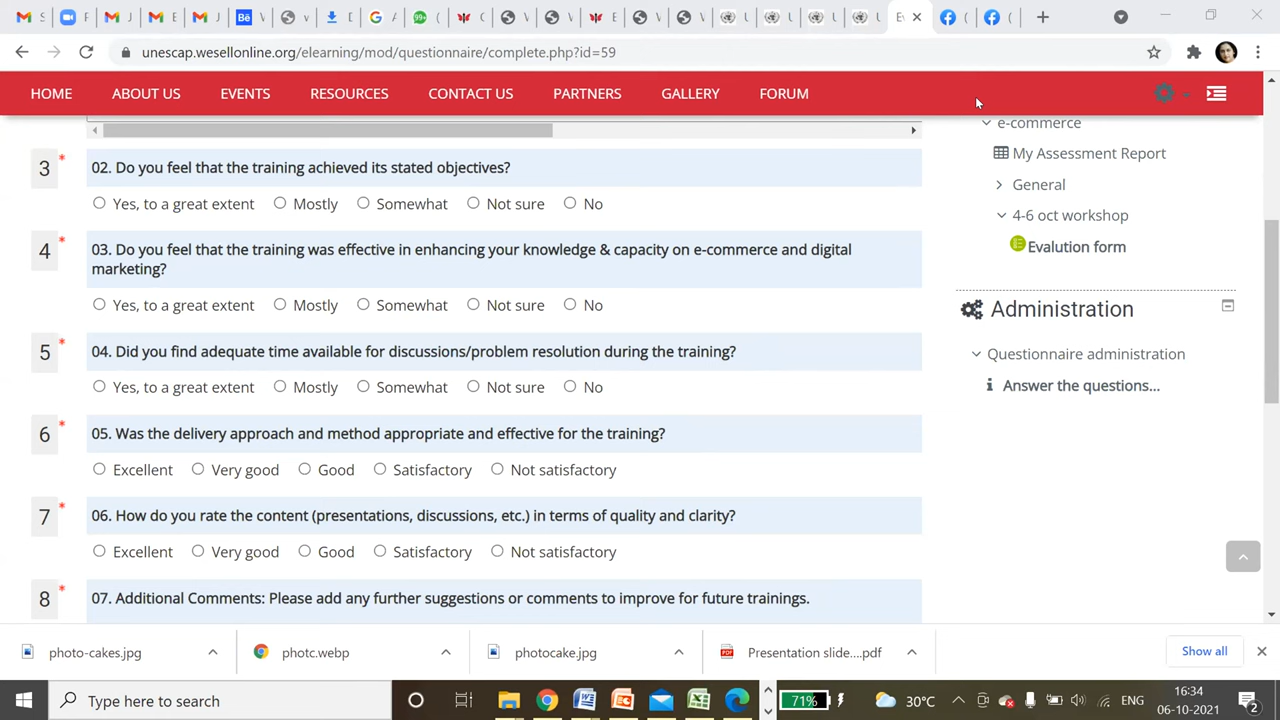 unescap.wesellonline.org/elearning/mod/questionnaire/complete.php?id=59
HOME ABOUT US EVENTS RESOURCES CONTACT US PARTNERS GALLERY FORUM
e-commerce
My Assessment Report
General
4-6 oct workshop
Evalution form
Administration
Questionnaire administration
Answer the questions...
3 * 02. Do you feel that the training achieved its stated objectives?
Yes, to a great extent Mostly Somewhat Not sure No
4 * 03. Do you feel that the training was effective in enhancing your knowledge & capacity on e-commerce and digital
marketing?
Yes, to a great extent Mostly Somewhat Not sure No
5 * 04. Did you find adequate time available for discussions/problem resolution during the training?
Yes, to a great extent Mostly Somewhat Not sure No
6 * 05. Was the delivery approach and method appropriate and effective for the training?
Excellent Very good Good Satisfactory Not satisfactory
7 * 06. How do you rate the content (presentations, discussions, etc.) in terms of quality and clarity?
Excellent Very good Good Satisfactory Not satisfactory
8 * 07. Additional Comments: Please add any further suggestions or comments to improve for future trainings.
photo-cakes.jpg photc.webp photocake.jpg Presentation slide....pdf Show all
Type here to search 71% 30°C ENG 16:34
06-10-2021 2